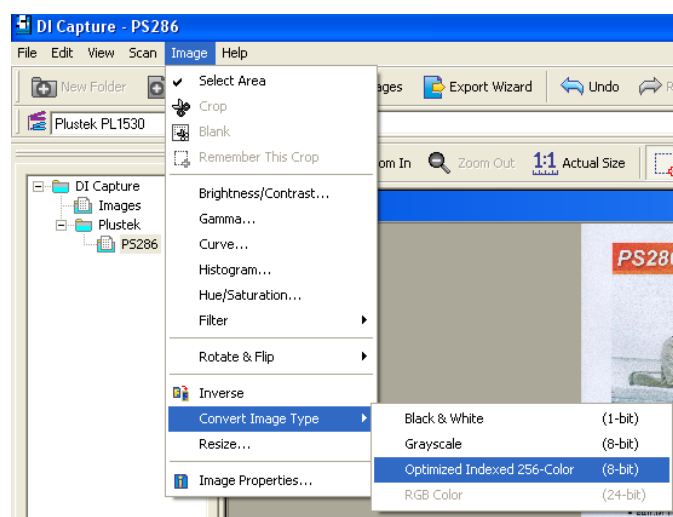 DI Capture - PS286
File Edit View Scan Image Help
New Folder
ages Export Wizard Undo
Plustek PL1530
om In Zoom Out 1:1 Actual Size
DI Capture
Images
Plustek
PS286
Select Area
Crop
Blank
Remember This Crop
Brightness/Contrast...
Gamma...
Curve...
Histogram...
Hue/Saturation...
Filter
Rotate & Flip
Inverse
Convert Image Type
Resize...
Image Properties...
Black & White (1-bit)
Grayscale (8-bit)
Optimized Indexed 256-Color (8-bit)
RGB Color (24-bit)
PS286